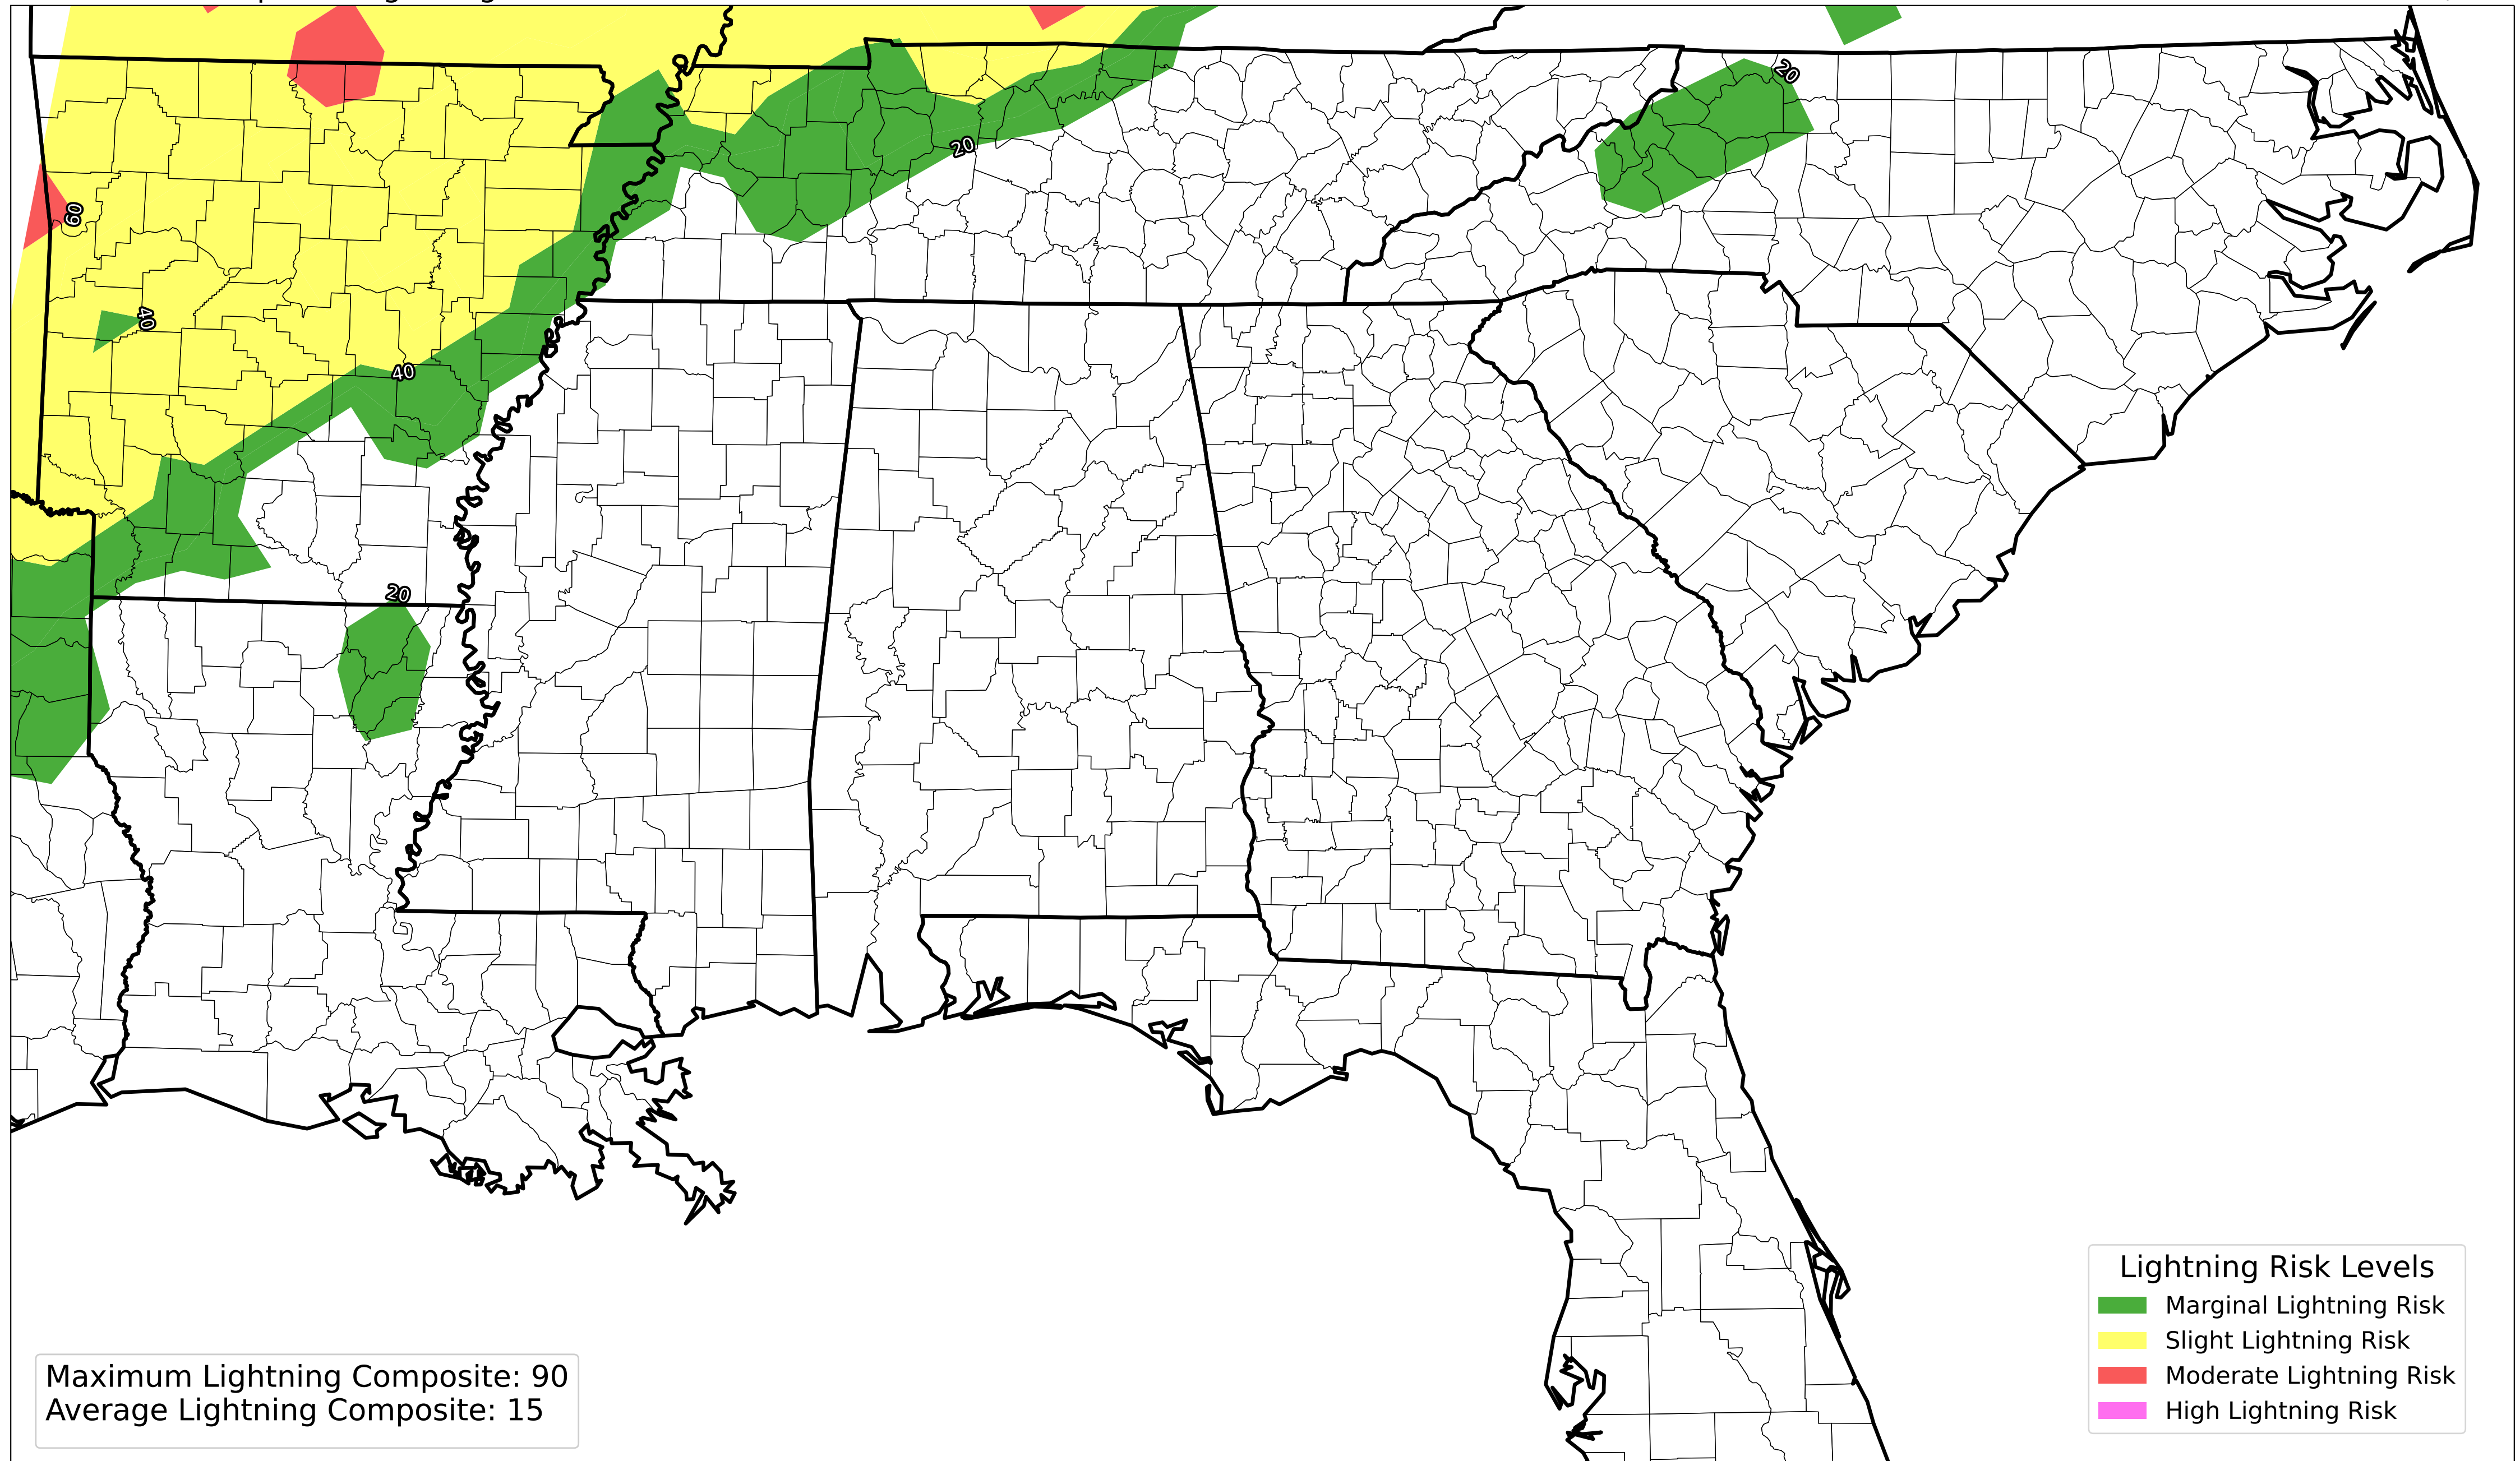 20
20
60
40
40
20
Lightning Risk Levels
Marginal Lightning Risk
Slight Lightning Risk
Moderate Lightning Risk
High Lightning Risk
Maximum Lightning Composite: 90
Average Lightning Composite: 15